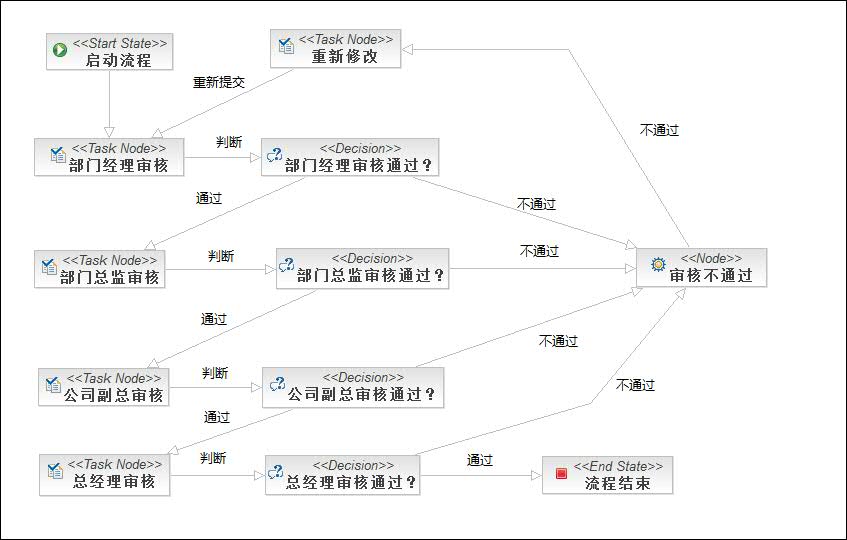 <<Start State>>
启动流程
<<Task Node>>
重新修改
重新提交
不通过
<<Task Node>>
部门经理审核
判断
<<Decision>>
部门经理审核通过？
通过
不通过
<<Task Node>>
部门总监审核
判断
<<Decision>>
部门总监审核通过？
不通过
<<Node>>
审核不通过
通过
不通过
<<Task Node>>
公司副总审核
判断
<<Decision>>
公司副总审核通过？
不通过
通过
<<Task Node>>
总经理审核
判断
<<Decision>>
总经理审核通过？
通过
<<End State>>
流程结束